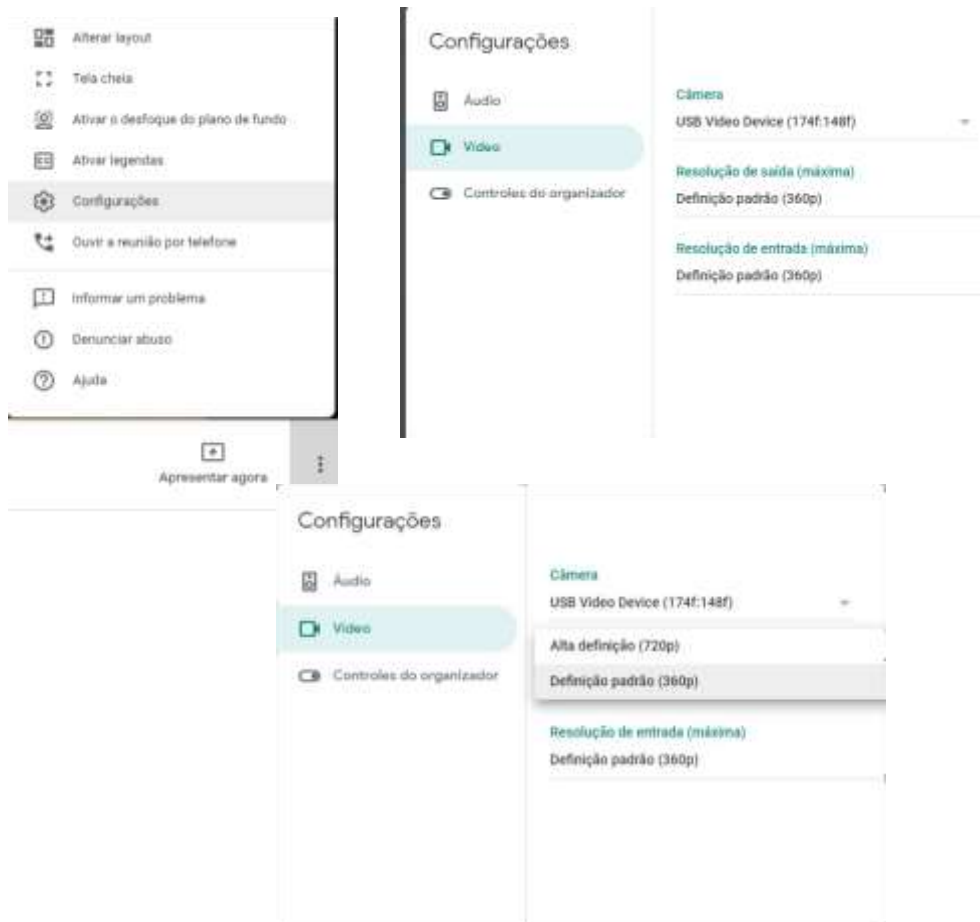 Alterar layout
Tela cheia
Ativar o desfoque do plano de fundo
Ativar legendas
Configurações
Ouvir a reunião por telefone
Informar um problema
Denunciar abuso
Ajuda
Apresentar agora
Configurações
Áudio
Vídeo
Controles do organizador
Câmera
USB Video Device (174f:148f)
Resolução de saída (máxima)
Definição padrão (360p)
Resolução de entrada (máxima)
Definição padrão (360p)
Configurações
Áudio
Vídeo
Controles do organizador
Câmera
USB Video Device (174f:148f)
Alta definição (720p)
Definição padrão (360p)
Resolução de entrada (máxima)
Definição padrão (360p)